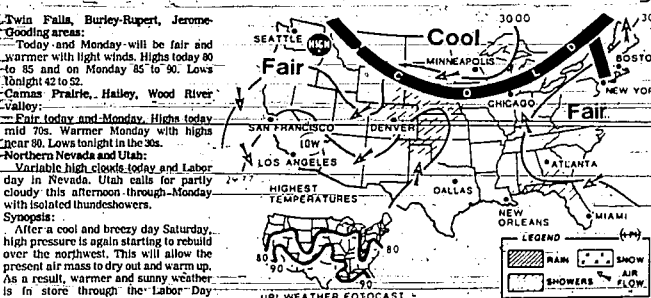 Twin Falls, Burley-Rupert, Jerome-
Gooding areas:
Today and Monday will be fair and
warmer with light winds. Highs today 80
to 85 and on Monday 85 to 90. Lows
tonight 42 to 52.
Camas Prairie, Hailey, Wood River
valley:
Fair today and Monday. Highs today
mid 70s. Warmer Monday with highs
near 80. Lows tonight in the 30s.
Northern Nevada and Utah:
Variable high clouds today and Labor
day in Nevada. Utah calls for partly
cloudy this afternoon through Monday
with isolated thundeshowers.
Synopsis:
After a cool and breezy day Saturday,
high pressure is again starting to rebuild
over the northwest. This will allow the
present air mass to dry out and warm up.
As a result, warmer and sunny weather
is in store through the Labor Day
30.00
SEATTLE
HIGH
Cool
Fair
MINNEAPOLIS
COLD
BOSTO
NEW YORK
CHICAGO
Fair
SAN FRANCISCO
DENVER
LOW
LOS ANGELES
ATLANTA
29.77
DALLAS
HIGHEST
TEMPERATURES
NEW
ORLEANS
MIAMI
80
90
80
90
LEGEND
RAIN
SNOW
SHOWERS
AIR
FLOW
UPI WEATHER FOTOCAST